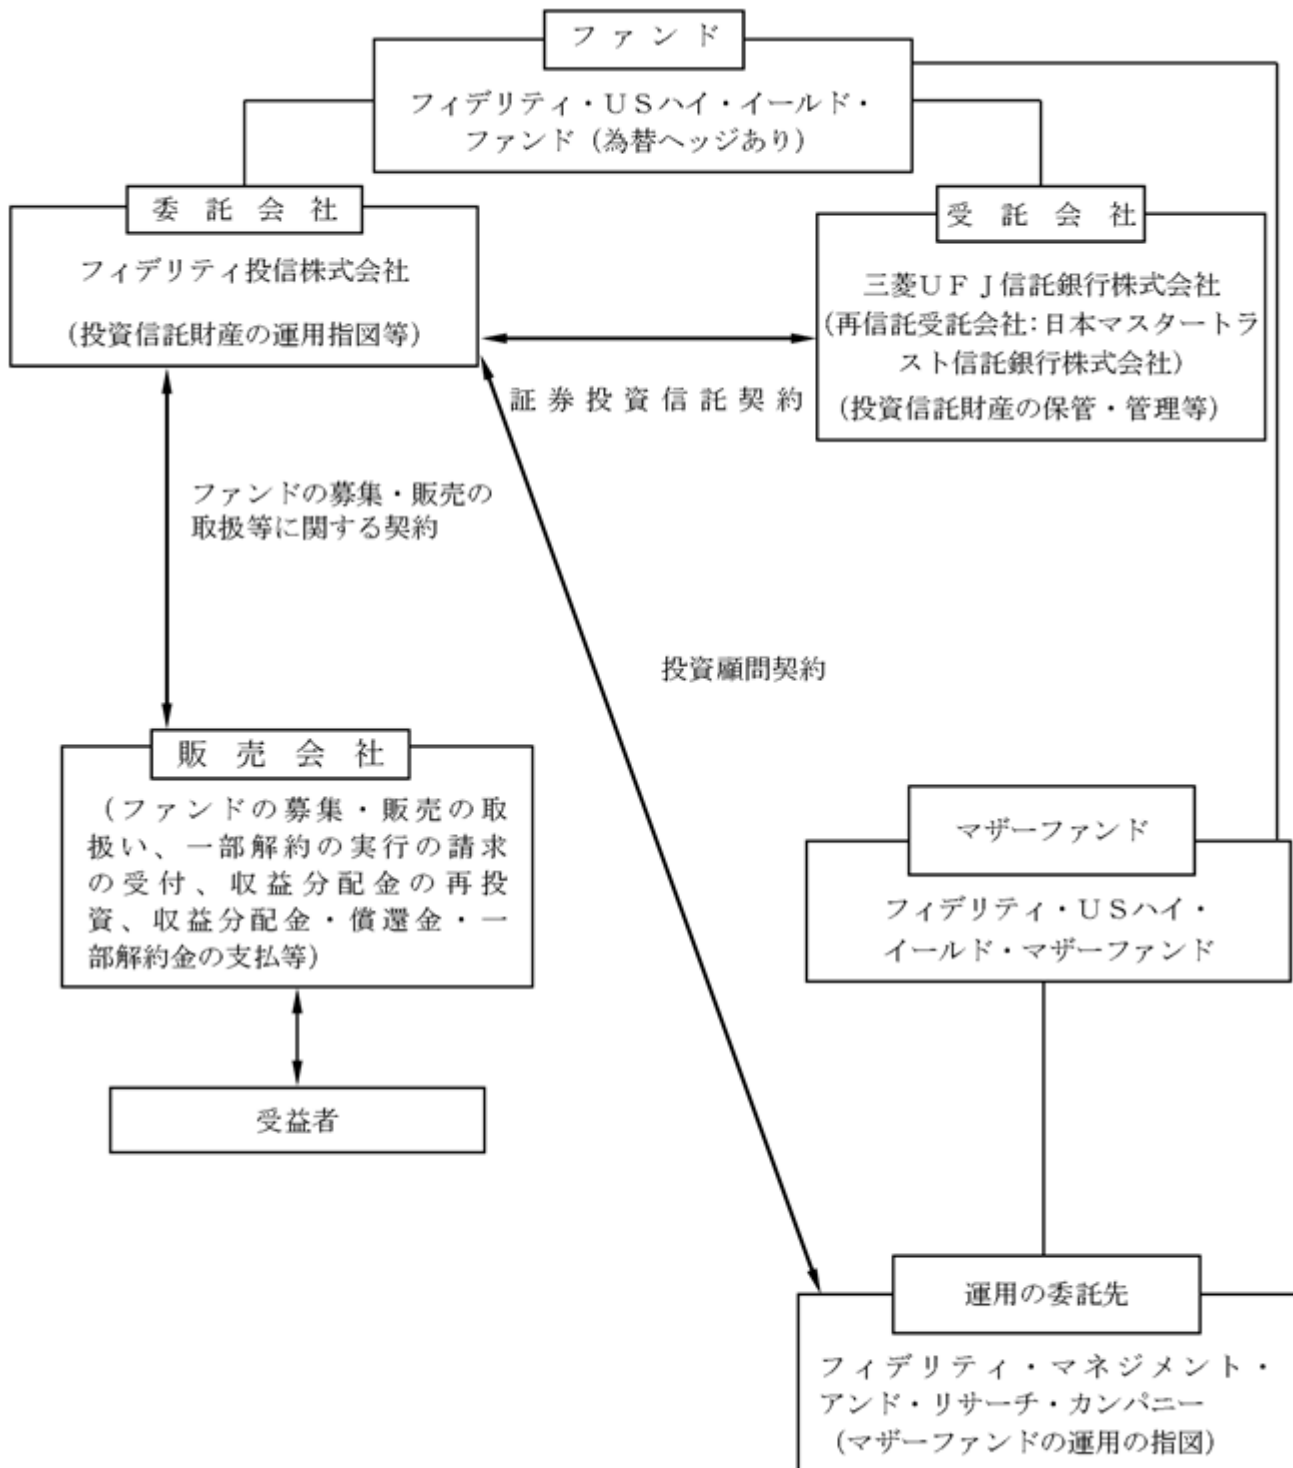 ファンド
フィデリティ・USハイ・イールド・
ファンド（為替ヘッジあり）
委託会社
フィデリティ投信株式会社
（投資信託財産の運用指図等）
受託会社
三菱UFJ信託銀行株式会社
（再信託受託会社：日本マスタートラ
スト信託銀行株式会社）
（投資信託財産の保管・管理等）
証券投資信託契約
ファンドの募集・販売の
取扱等に関する契約
投資顧問契約
販売会社
（ファンドの募集・販売の取
扱い、一部解約の実行の請求
の受付、収益分配金の再投
資、収益分配金・償還金・一
部解約金の支払等）
マザーファンド
フィデリティ・USハイ・
イールド・マザーファンド
受益者
運用の委託先
フィデリティ・マネジメント・
アンド・リサーチ・カンパニー
（マザーファンドの運用の指図）